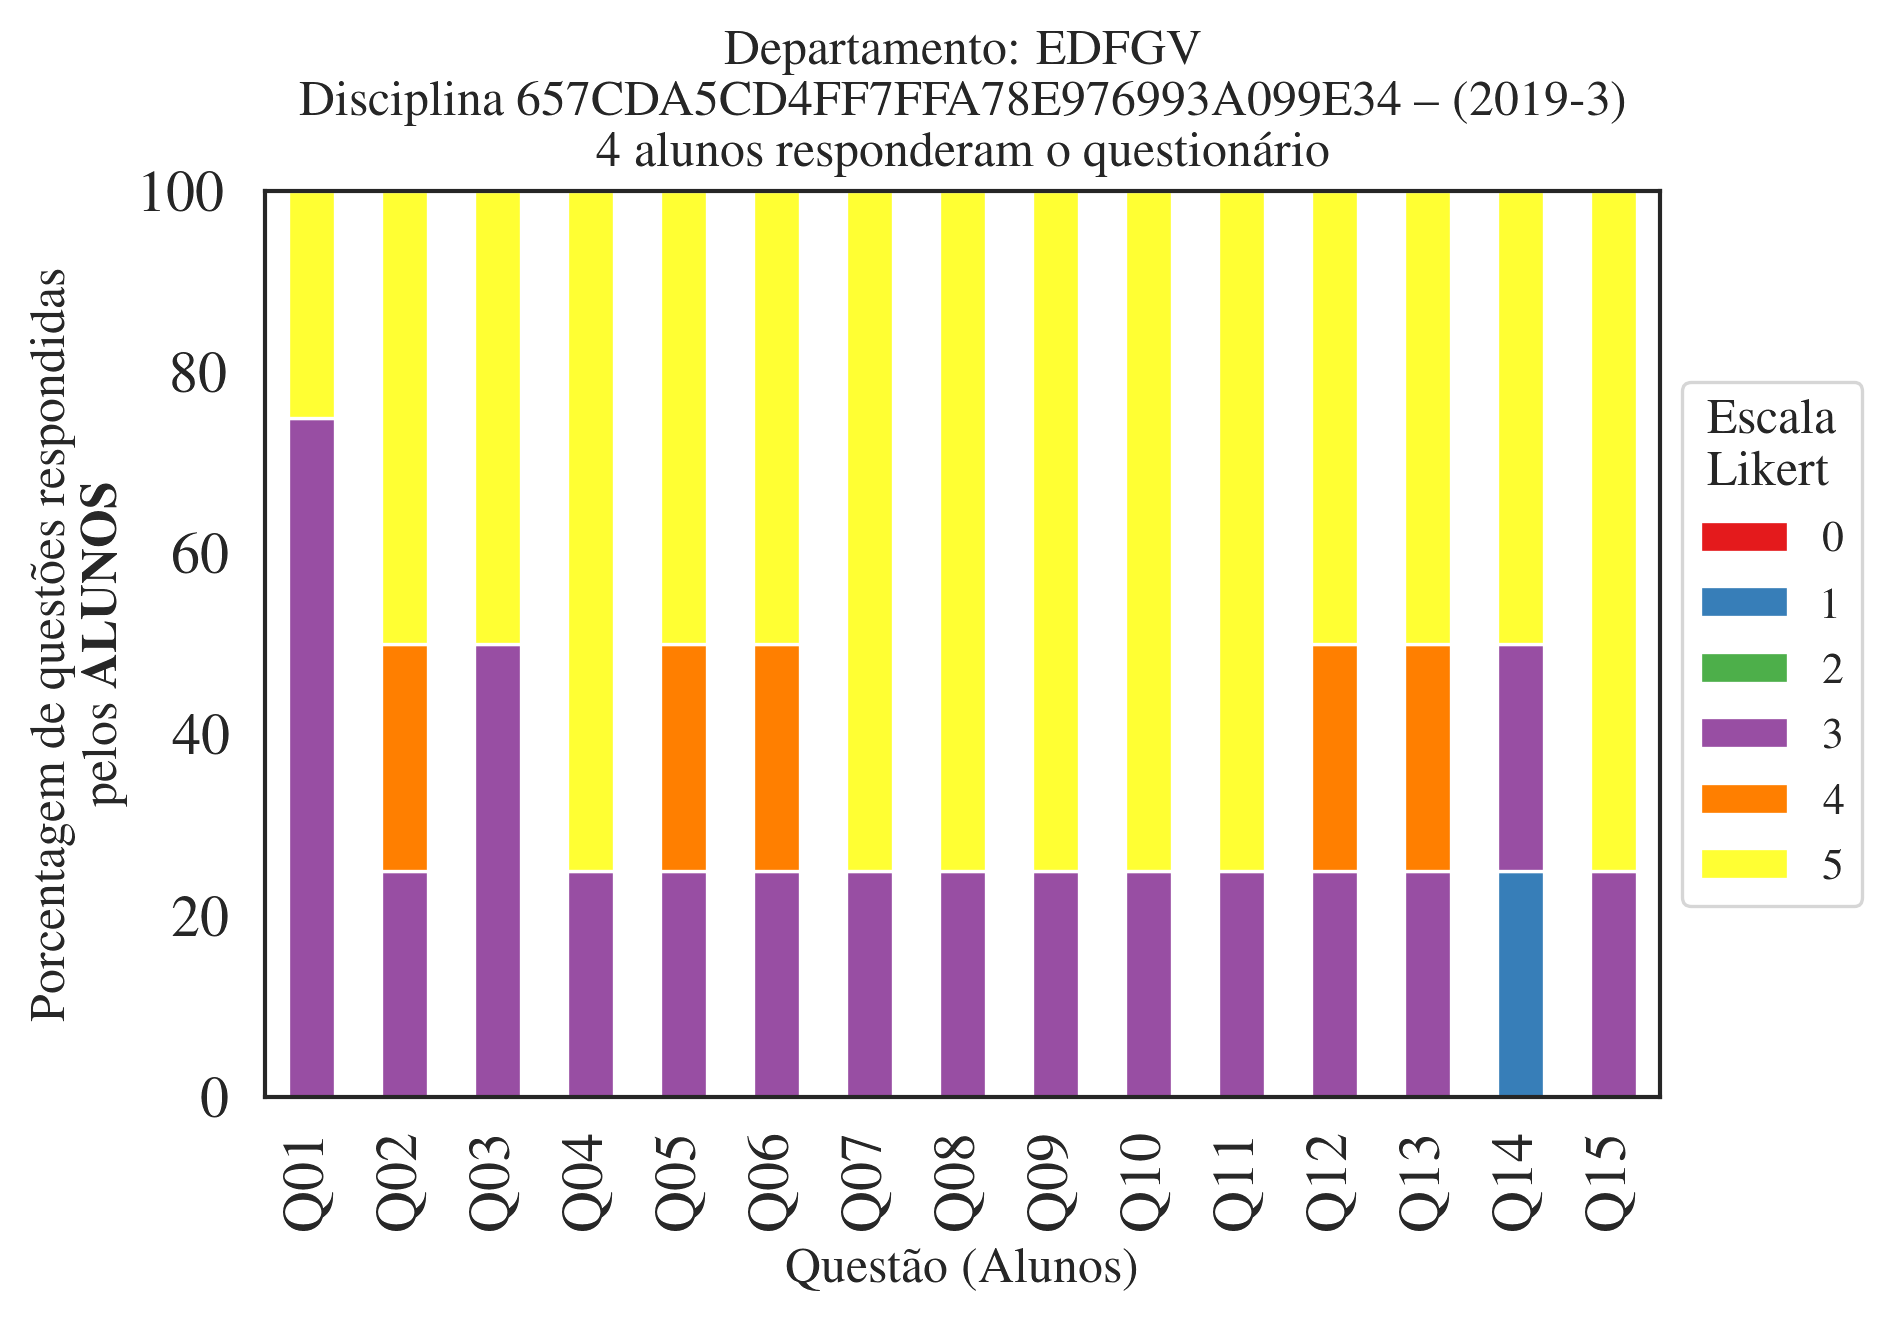 Departamento: EDFGV
Disciplina 657CDA5CD4FF7FFA78E976993A099E34 – (2019-3)
4 alunos responderam o questionário
Porcentagem de questões respondidas
pelos ALUNOS
100
80
60
40
20
0
Q01
Q02
Q03
Q04
Q05
Q06
Q07
Q08
Q09
Q10
Q11
Q12
Q13
Q14
Q15
Questão (Alunos)
Escala
Likert
0
1
2
3
4
5